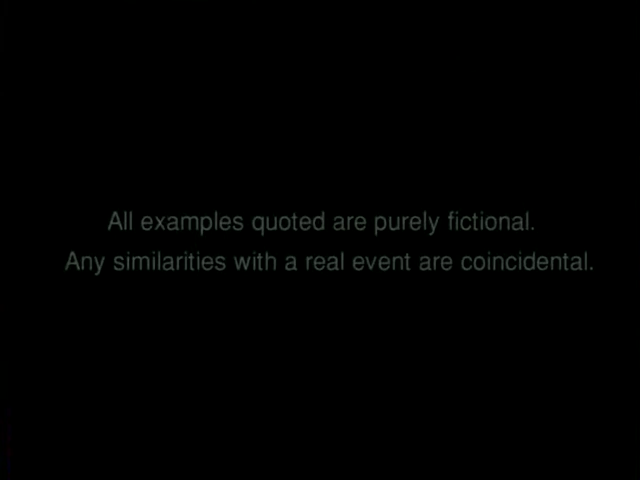 All examples quoted are purely fictional.
Any similarities with a real event are coincidental.